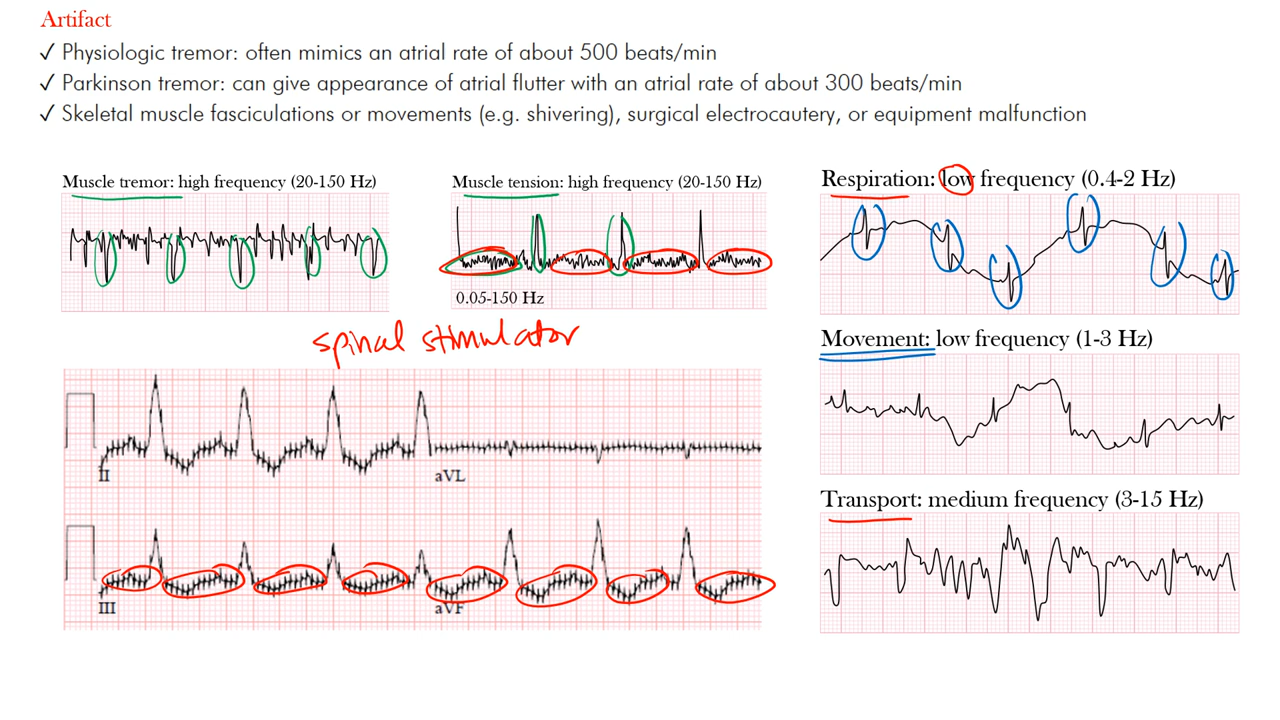 Artifact
✓ Physiologic tremor: often mimics an atrial rate of about 500 beats/min
✓ Parkinson tremor: can give appearance of atrial flutter with an atrial rate of about 300 beats/min
✓ Skeletal muscle fasciculations or movements (e.g. shivering), surgical electrocautery, or equipment malfunction
Muscle tremor: high frequency (20-150 Hz)
Muscle tension: high frequency (20-150 Hz)
0.05-150 Hz
Respiration: low frequency (0.4-2 Hz)
spinal stimulator
Movement: low frequency (1-3 Hz)
II
aVL
Transport: medium frequency (3-15 Hz)
III
aVF